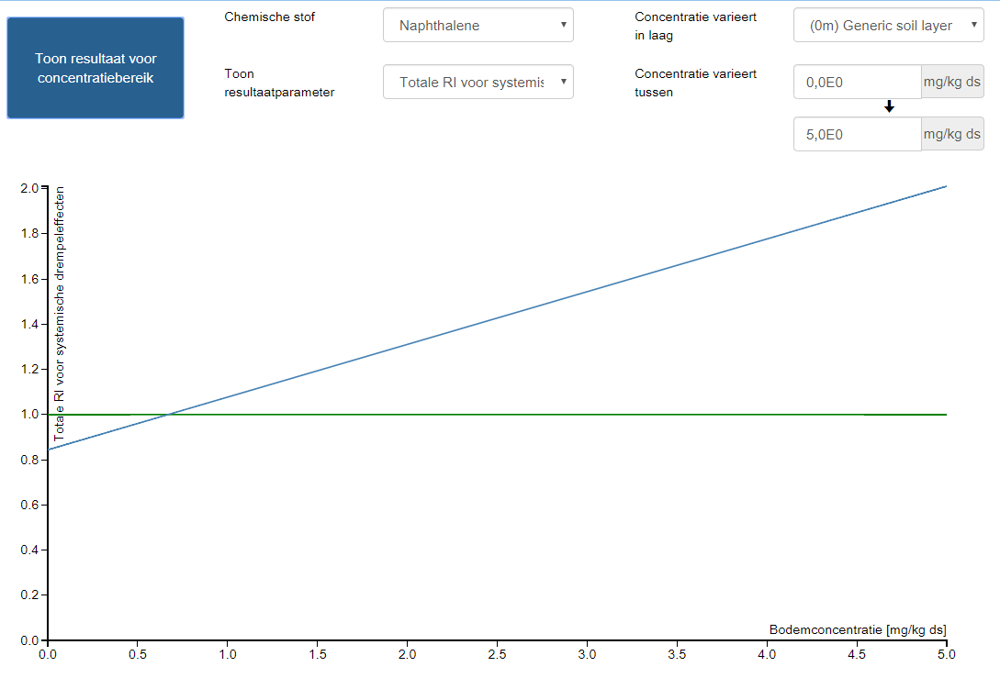 Toon resultaat voor
concentratiebereik
Chemische stof
Naphthalene
Concentratie varieert
in laag
(0m) Generic soil layer
Toon
resultaatparameter
Totale RI voor systemis
Concentratie varieert
tussen
0,0E0
mg/kg ds
5,0E0
mg/kg ds
Totale RI voor systemische drempeleffecten
2.0
1.8
1.6
1.4
1.2
1.0
0.8
0.6
0.4
0.2
0.0
Bodemconcentratie [mg/kg ds]
0.0 0.5 1.0 1.5 2.0 2.5 3.0 3.5 4.0 4.5 5.0